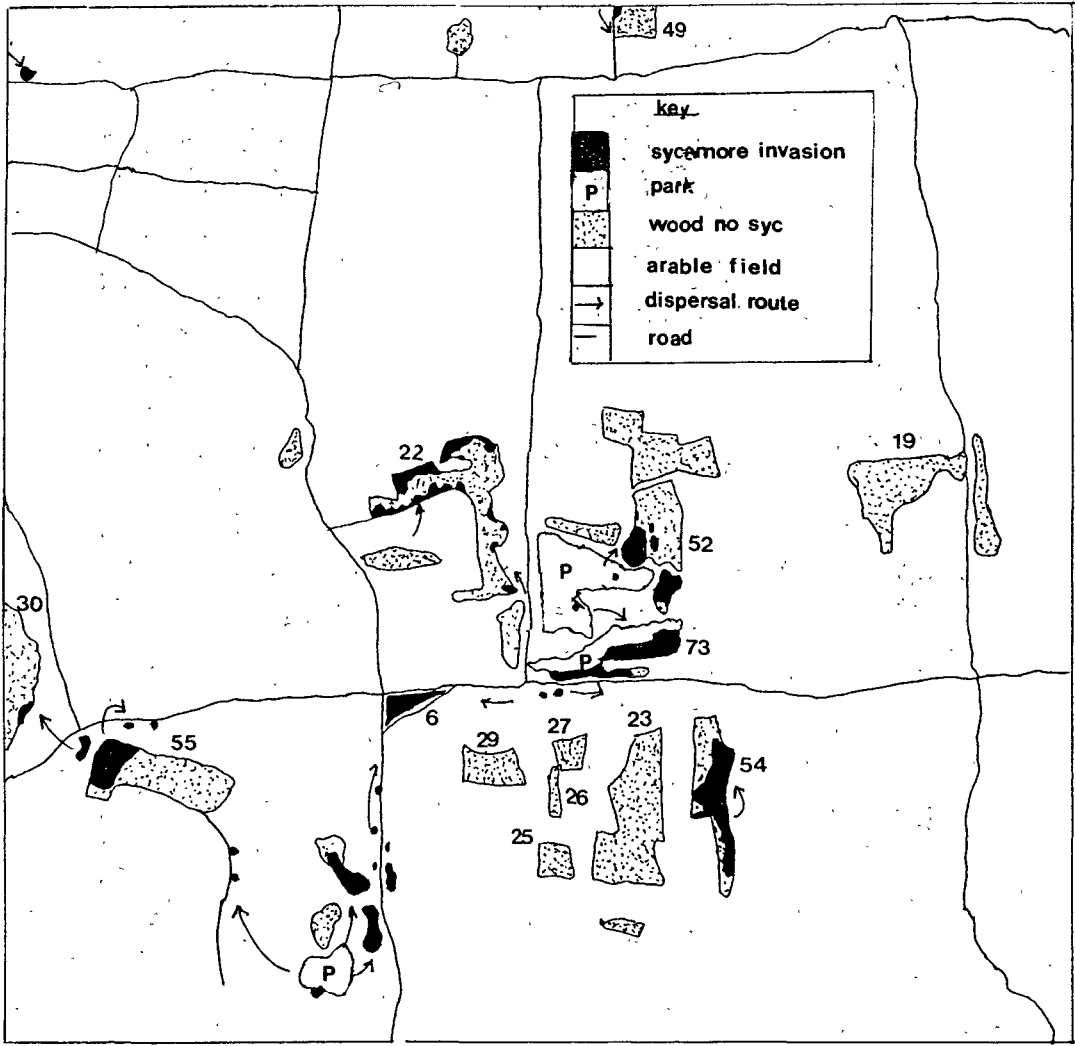 49
key
sycamore invasion
P park
wood no syc
arable field
dispersal route
road
22
19
52
P
30
73
P
6
55
29
27
23
54
26
25
P